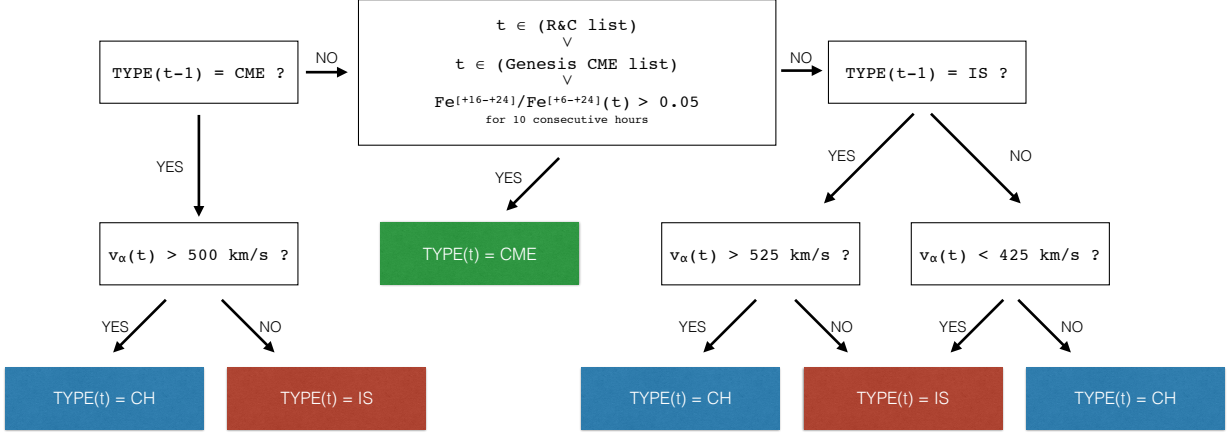 t ∈ (R&C list)
∨
TYPE(t-1) = CME ?
NO
t ∈ (Genesis CME list)
∨
NO
TYPE(t-1) = IS ?
Fe[+16-+24]/Fe[+6-+24](t) > 0.05
for 10 consecutive hours
YES
YES
YES
NO
vα(t) > 500 km/s ?
TYPE(t) = CME
vα(t) > 525 km/s ?
vα(t) < 425 km/s ?
YES
NO
YES
NO
YES
NO
TYPE(t) = CH
TYPE(t) = IS
TYPE(t) = CH
TYPE(t) = IS
TYPE(t) = CH